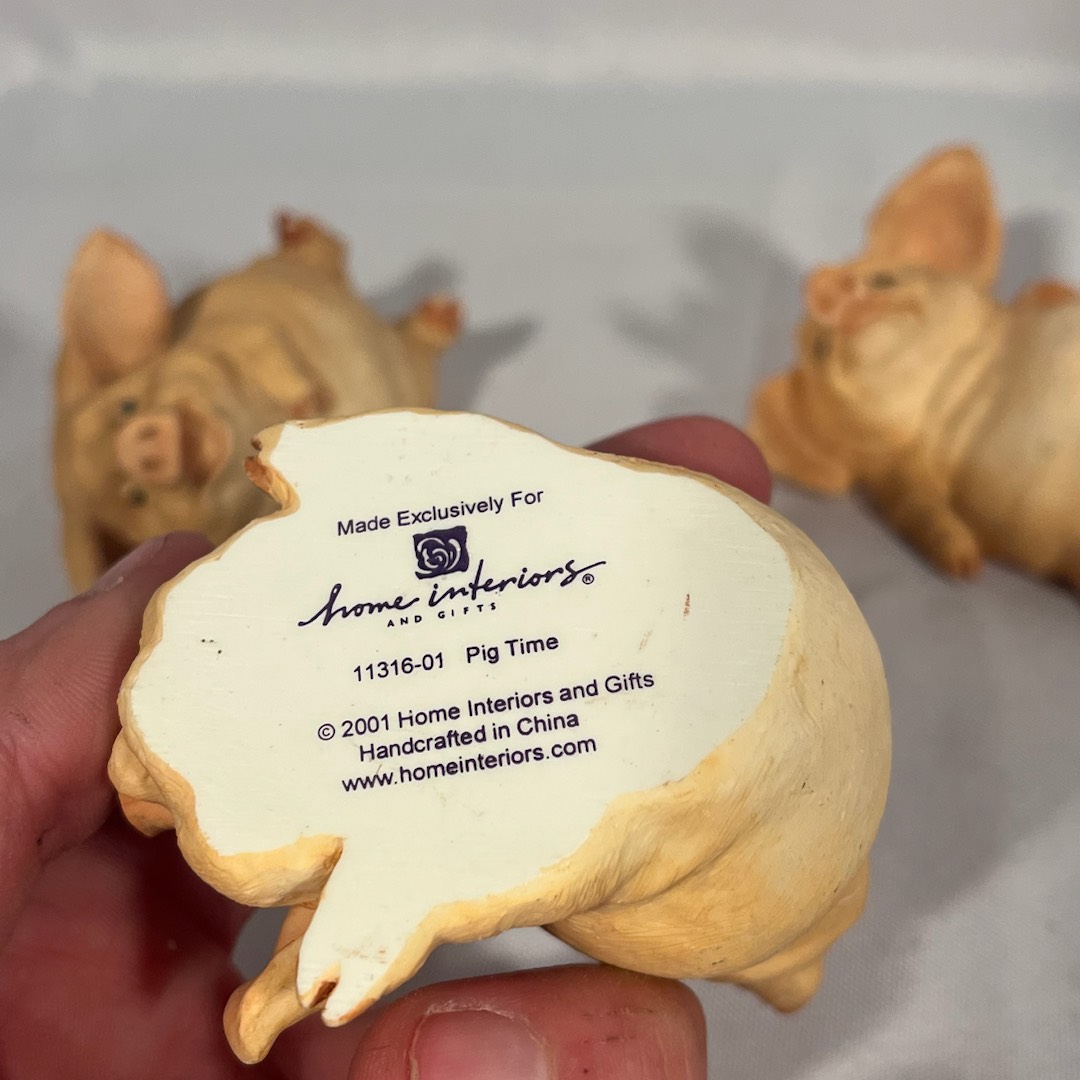 Made Exclusively For
home interiors®
AND GIFTS
11316-01 Pig Time
© 2001 Home Interiors and Gifts
Handcrafted in China
www.homeinteriors.com